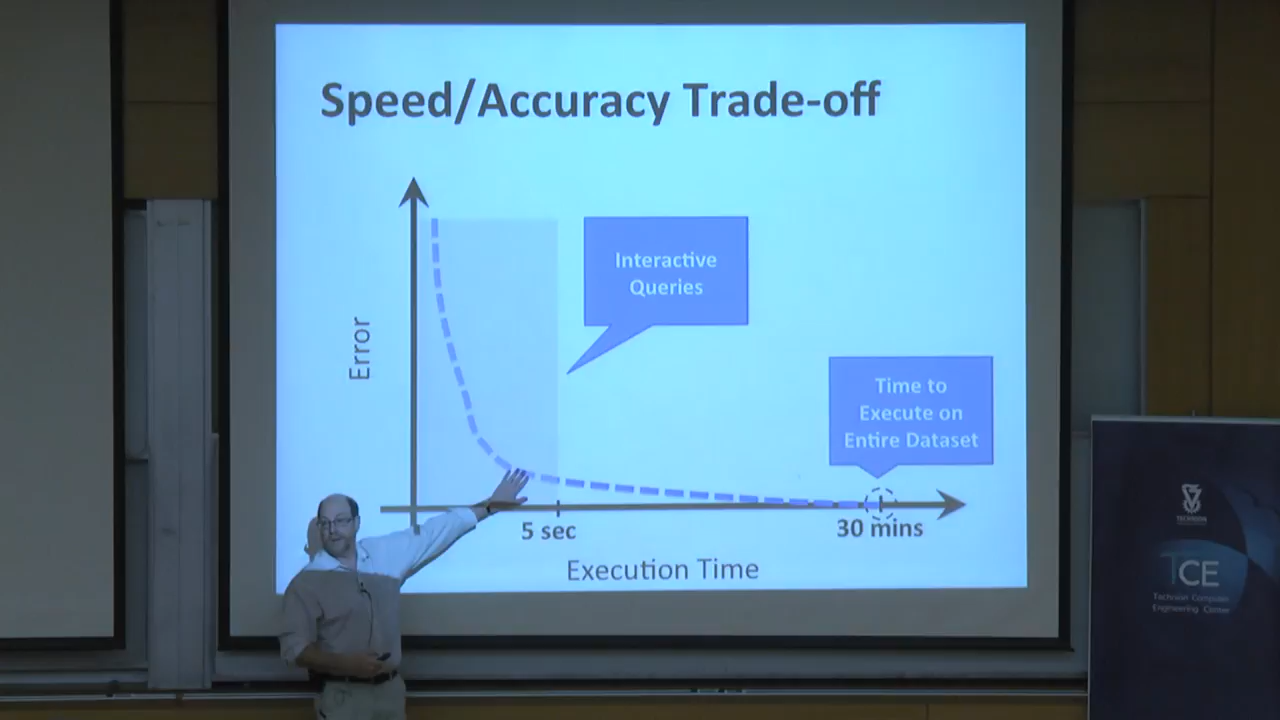 Speed/Accuracy Trade-off
Error
Interactive
Queries
Time to
Execute on
Entire Dataset
5 sec
30 mins
Execution Time
TECHNION
TCE
Technion Computer
Engineering Center